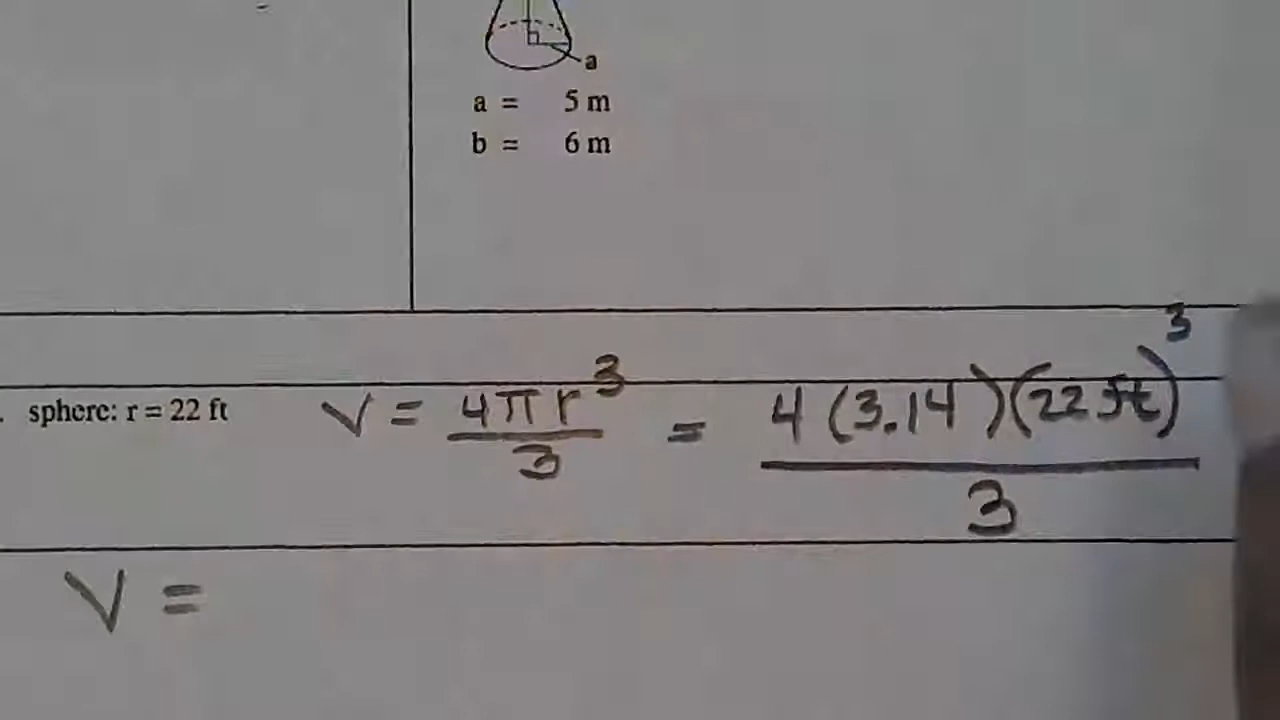 a
a = 5 m
b = 6 m
. sphere: r = 22 ft V = 4πr³/3 = 4(3.14)(22 ft)³/3
V =